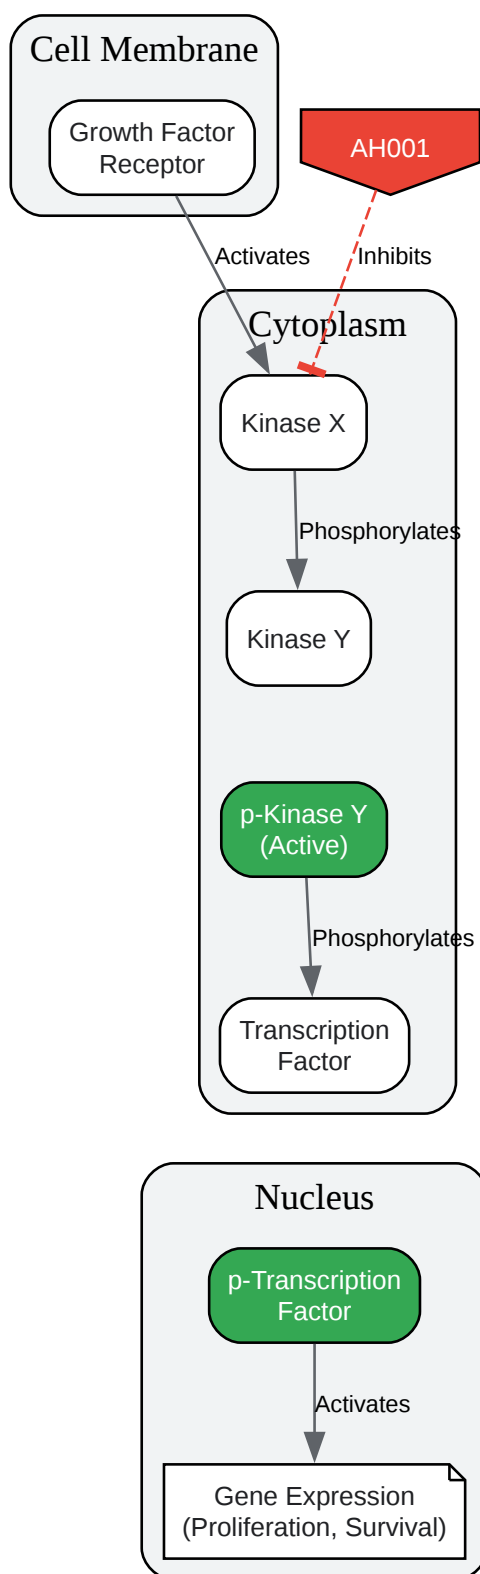 Cell Membrane
Growth Factor
Receptor
AH001
Activates
Inhibits
Cytoplasm
Kinase X
Phosphorylates
Kinase Y
p-Kinase Y
(Active)
Phosphorylates
Transcription
Factor
Nucleus
p-Transcription
Factor
Activates
Gene Expression
(Proliferation, Survival)